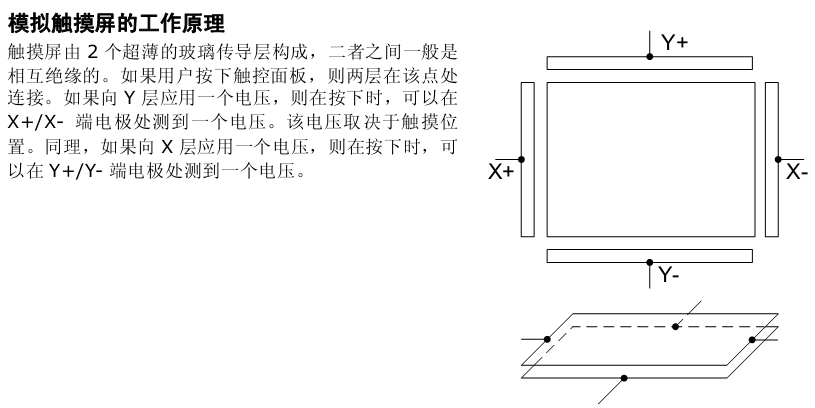 模拟触摸屏的工作原理
触摸屏由 2 个超薄的玻璃传导层构成，二者之间一般是
相互绝缘的。如果用户按下触控面板，则两层在该点处
连接。如果向 Y 层应用一个电压，则在按下时，可以在
X+/X- 端电极处测到一个电压。该电压取决于触摸位
置。同理，如果向 X 层应用一个电压，则在按下时，可
以在 Y+/Y- 端电极处测到一个电压。
Y+
X+
X-
Y-